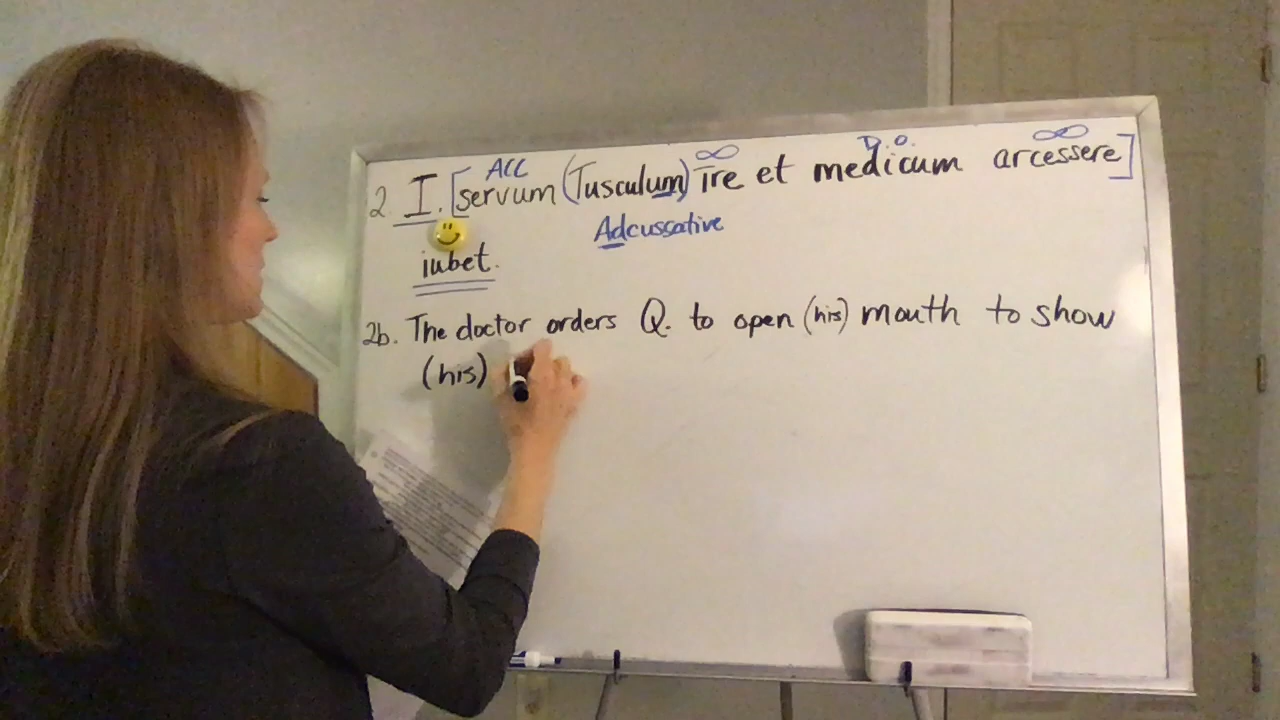 ACC ∞ D.O. ∞
2. I. [servum (Tusculum) ire et medicum arcessere]
Adcussative
iubet.
2b. The doctor orders Q. to open (his) mouth to show
(his)